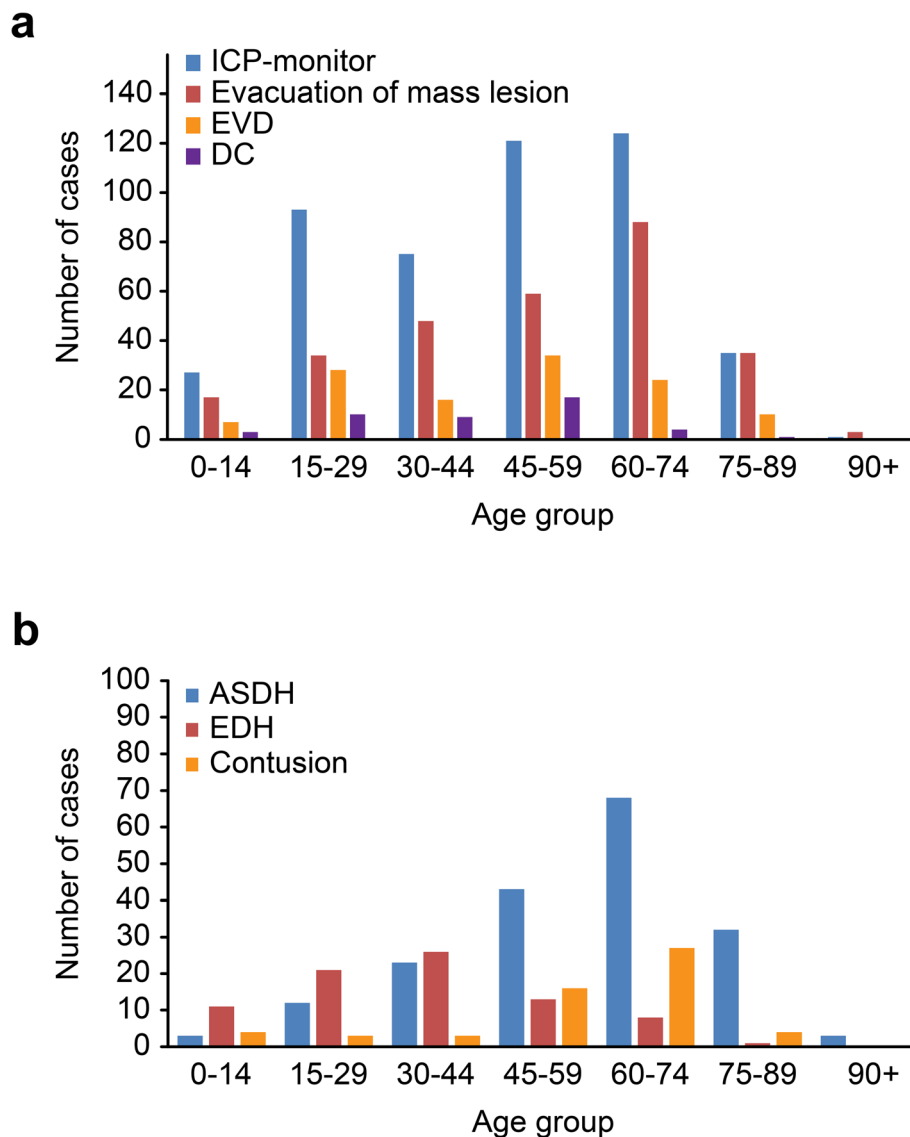 a
ICP-monitor
Evacuation of mass lesion
EVD
DC
Number of cases
140
120
100
80
60
40
20
0
0-14 15-29 30-44 45-59 60-74 75-89 90+
Age group
b
ASDH
EDH
Contusion
Number of cases
100
90
80
70
60
50
40
30
20
10
0
0-14 15-29 30-44 45-59 60-74 75-89 90+
Age group